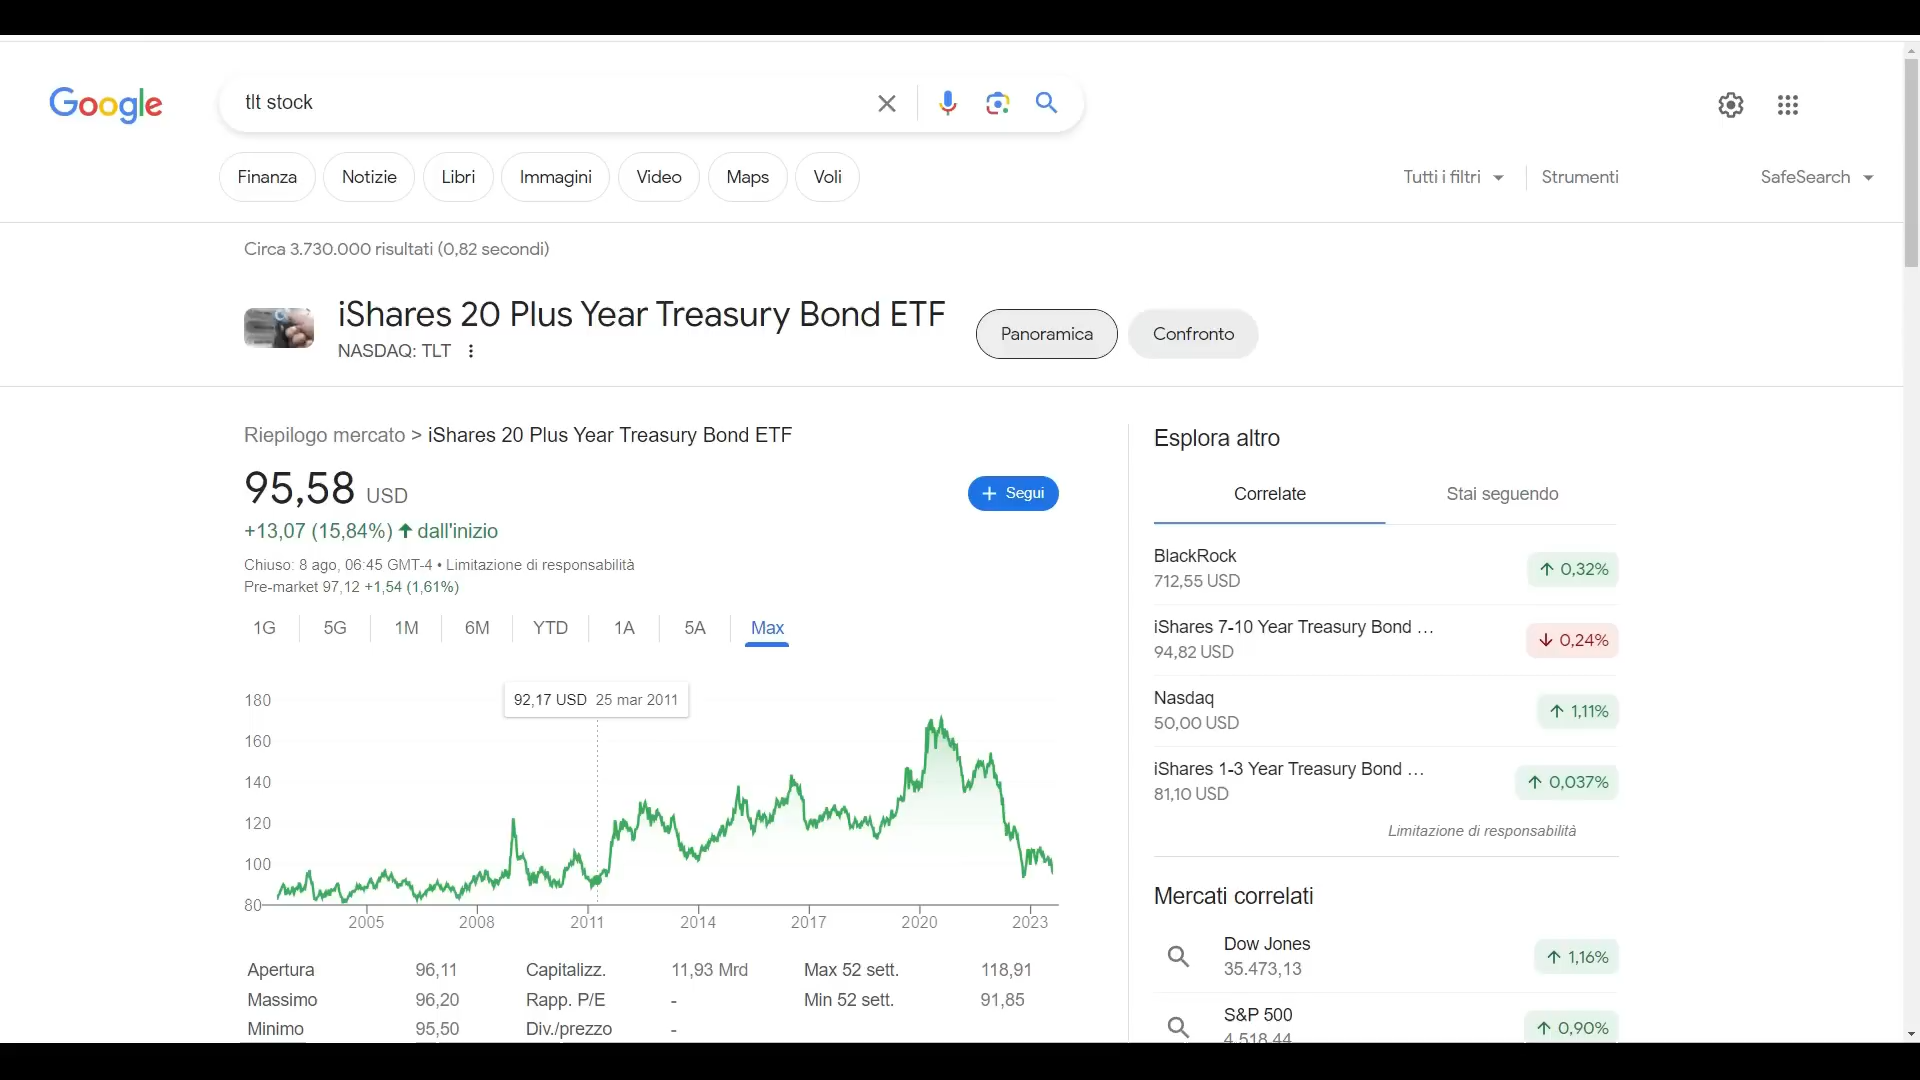 Google
tlt stock
Finanza
Notizie
Libri
Immagini
Video
Maps
Voli
Tutti i filtri
Strumenti
SafeSearch
Circa 3.730.000 risultati (0,82 secondi)
iShares 20 Plus Year Treasury Bond ETF
NASDAQ: TLT
Panoramica
Confronto
Riepilogo mercato > iShares 20 Plus Year Treasury Bond ETF
95,58 USD
Segui
+13,07 (15,84%) dall'inizio
Chiuso: 8 ago, 06:45 GMT-4 • Limitazione di responsabilità
Pre-market 97,12 +1,54 (1,61%)
1G
5G
1M
6M
YTD
1A
5A
Max
92,17 USD 25 mar 2011
180
160
140
120
100
80
2005
2008
2011
2014
2017
2020
2023
Apertura 96,11
Massimo 96,20
Minimo 95,50
Capitalizz. 11,93 Mrd
Rapp. P/E -
Div./prezzo -
Max 52 sett. 118,91
Min 52 sett. 91,85
Esplora altro
Correlate
Stai seguendo
BlackRock
712,55 USD
0,32%
iShares 7-10 Year Treasury Bond ...
94,82 USD
0,24%
Nasdaq
50,00 USD
1,11%
iShares 1-3 Year Treasury Bond ...
81,10 USD
0,037%
Limitazione di responsabilità
Mercati correlati
Dow Jones
35.473,13
1,16%
S&P 500
4.518,44
0,90%